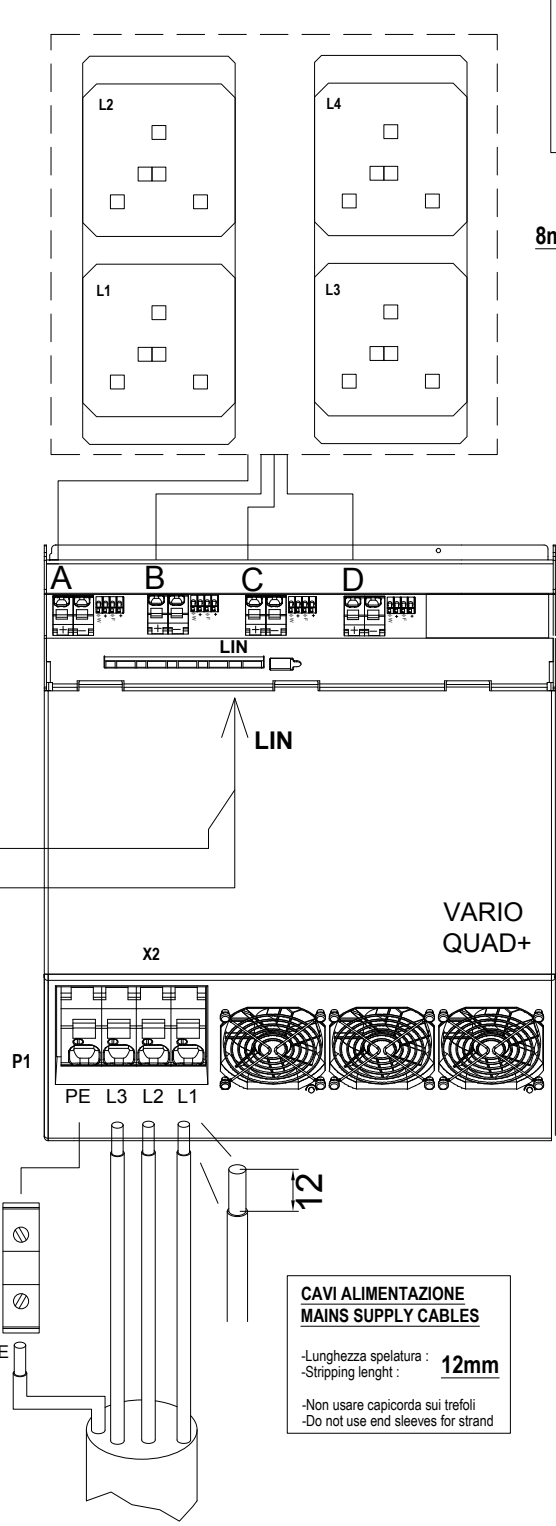 L2
L4
8n
L1
L3
A B C D
LIN
LIN
VARIO
QUAD+
X2
P1
PE L3 L2 L1
12
E
CAVI ALIMENTAZIONE
MAINS SUPPLY CABLES
-Lunghezza spelatura :
-Stripping lenght :
12mm
-Non usare capicorda sui trefoli
-Do not use end sleeves for strand